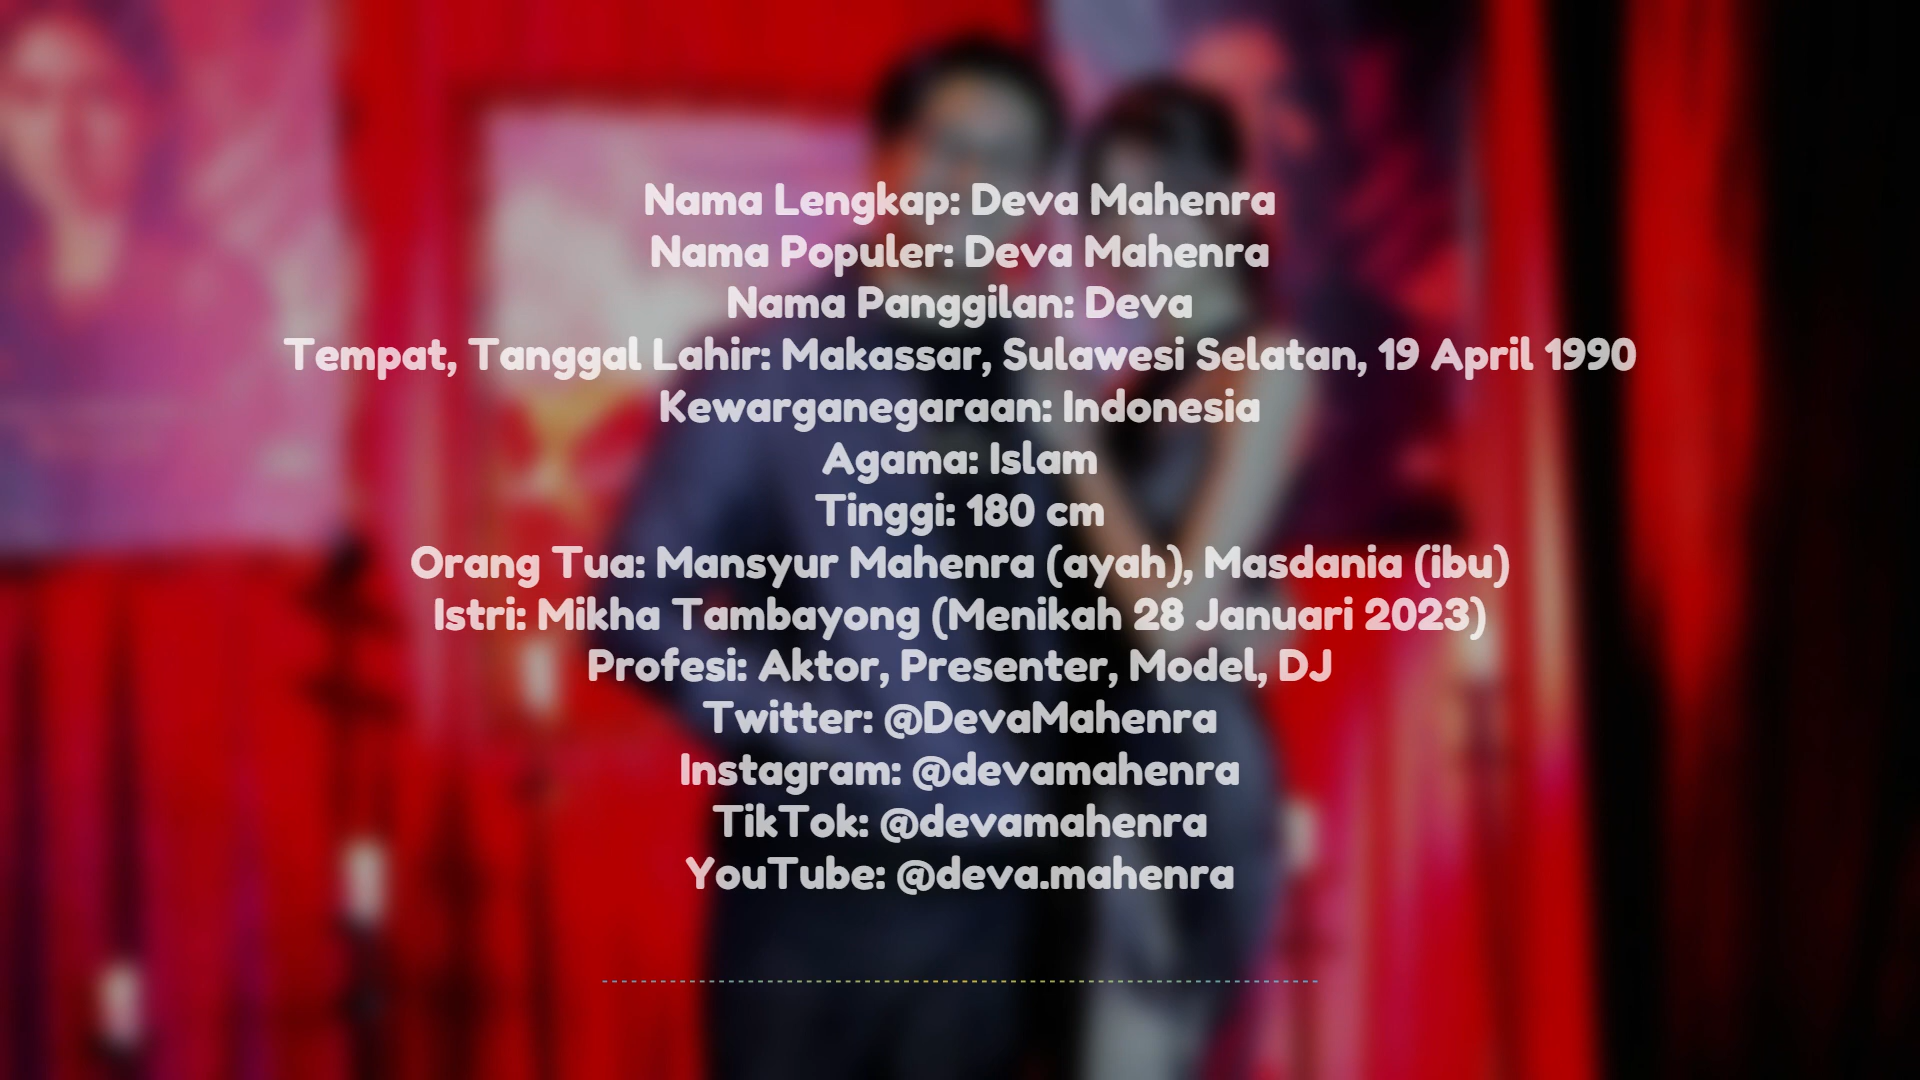 Nama Lengkap: Deva Mahenra
Nama Populer: Deva Mahenra
Nama Panggilan: Deva
Tempat, Tanggal Lahir: Makassar, Sulawesi Selatan, 19 April 1990
Kewarganegaraan: Indonesia
Agama: Islam
Tinggi: 180 cm
Orang Tua: Mansyur Mahenra (ayah), Masdania (ibu)
Istri: Mikha Tambayong (Menikah 28 Januari 2023)
Profesi: Aktor, Presenter, Model, DJ
Twitter: @DevaMahenra
Instagram: @devamahenra
TikTok: @devamahenra
YouTube: @deva.mahenra